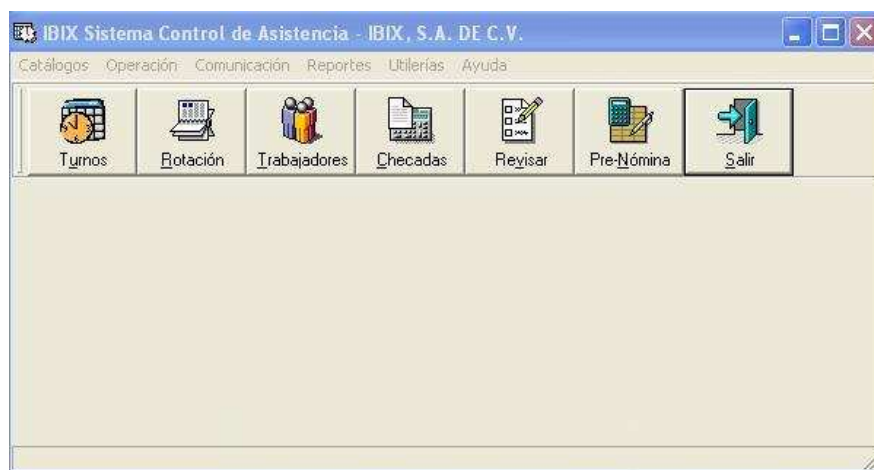 IBIX Sistema Control de Asistencia - IBIX, S.A. DE C.V.
Catálogos Operación Comunicación Reportes Utilerías Ayuda
Turnos Rotación Trabajadores Checadas Revisar Pre-Nómina Salir